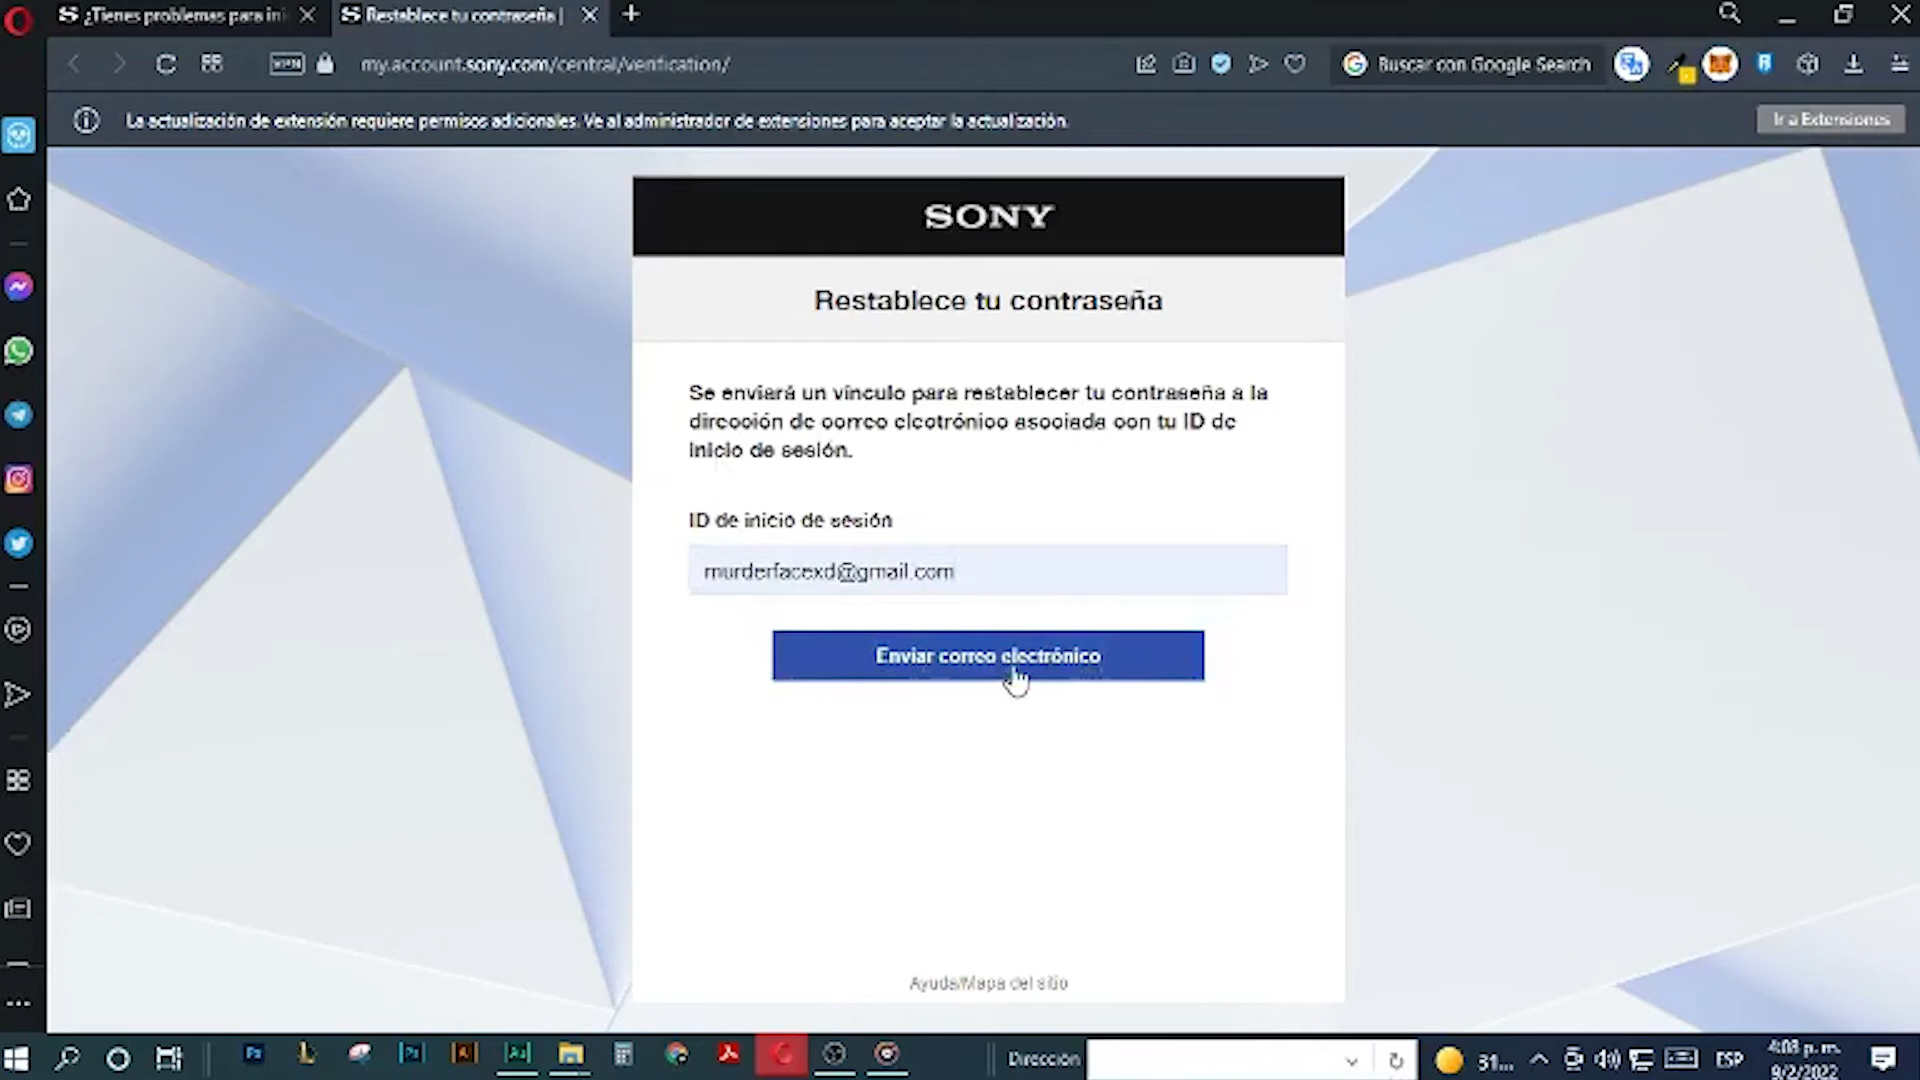 ¿Tienes problemas para ini
Restablece tu contraseña |
VPN
my.account.sony.com/central/verification/
Buscar con Google Search
La actualización de extensión requiere permisos adicionales. Ve al administrador de extensiones para aceptar la actualización.
Ir a Extensiones
SONY
Restablece tu contraseña
Se enviará un vínculo para restablecer tu contraseña a la
dirección de correo electrónico asociada con tu ID de
inicio de sesión.
ID de inicio de sesión
murderfacexd@gmail.com
Enviar correo electrónico
Ayuda/Mapa del sitio
Dirección
31...
ESP
4:03 p. m.
9/2/2022